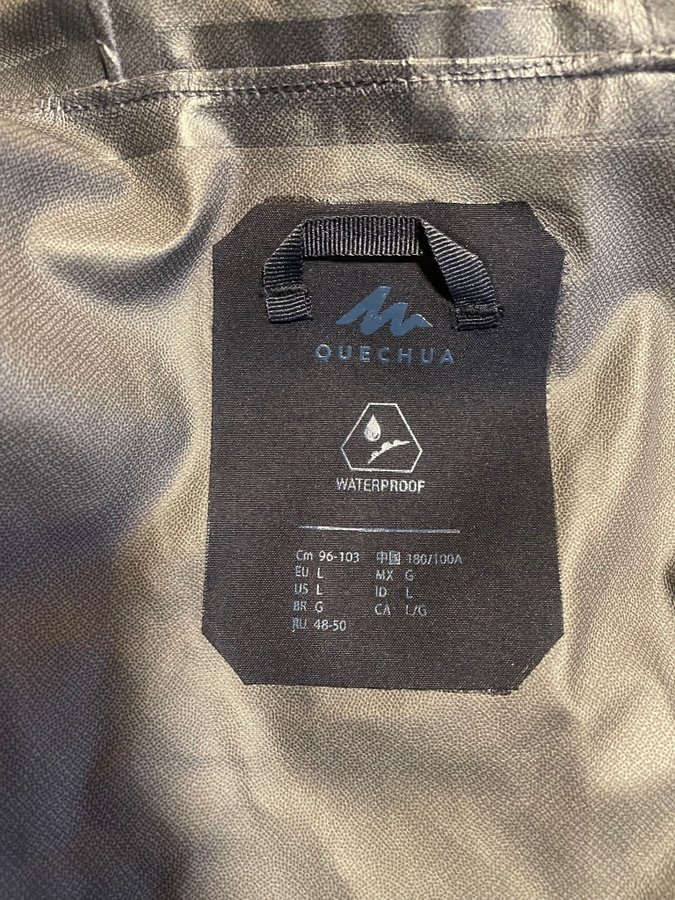 QUECHUA
WATERPROOF
Cm 96-103 中国 180/100A
EU L MX G
US L ID L
BR G CA L/G
RU 48-50